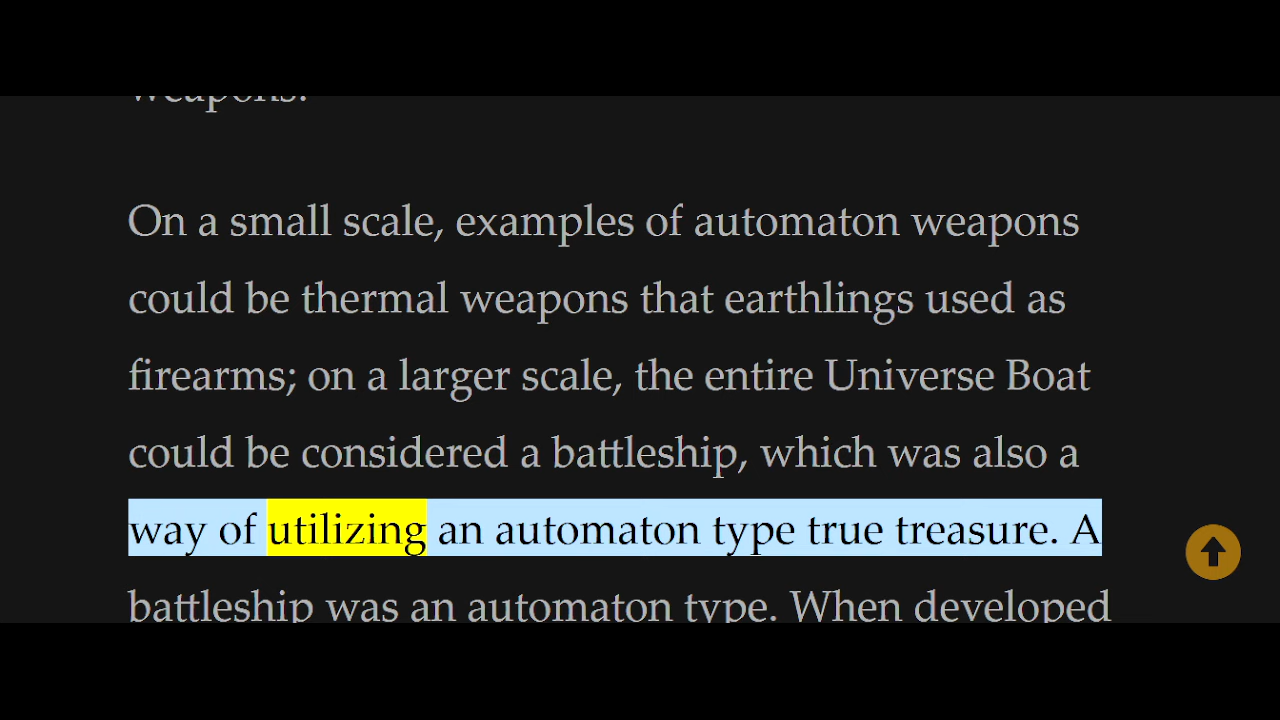 weapons.
On a small scale, examples of automaton weapons
could be thermal weapons that earthlings used as
firearms; on a larger scale, the entire Universe Boat
could be considered a battleship, which was also a
way of utilizing an automaton type true treasure. A
battleship was an automaton type. When developed